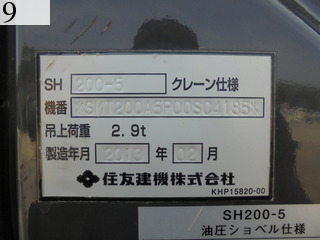 9
SH 200-5 クレーン仕様
機番
吊上荷重 2.9t
製造年月 2013 年 02 月
住友建機株式会社
KHP15820-00
SH200-5
油圧ショベル仕様